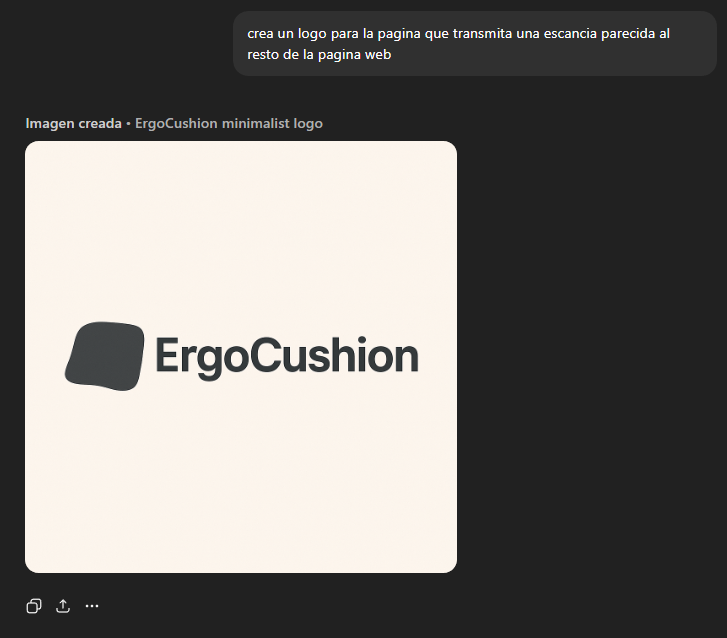 crea un logo para la pagina que transmita una escancia parecida al
resto de la pagina web
Imagen creada • ErgoCushion minimalist logo
ErgoCushion